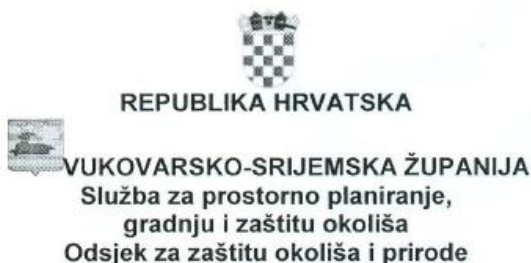 REPUBLIKA HRVATSKA
VUKOVARSKO-SRIJEMSKA ŽUPANIJA
Služba za prostorno planiranje,
gradnju i zaštitu okoliša
Odsjek za zaštitu okoliša i prirode